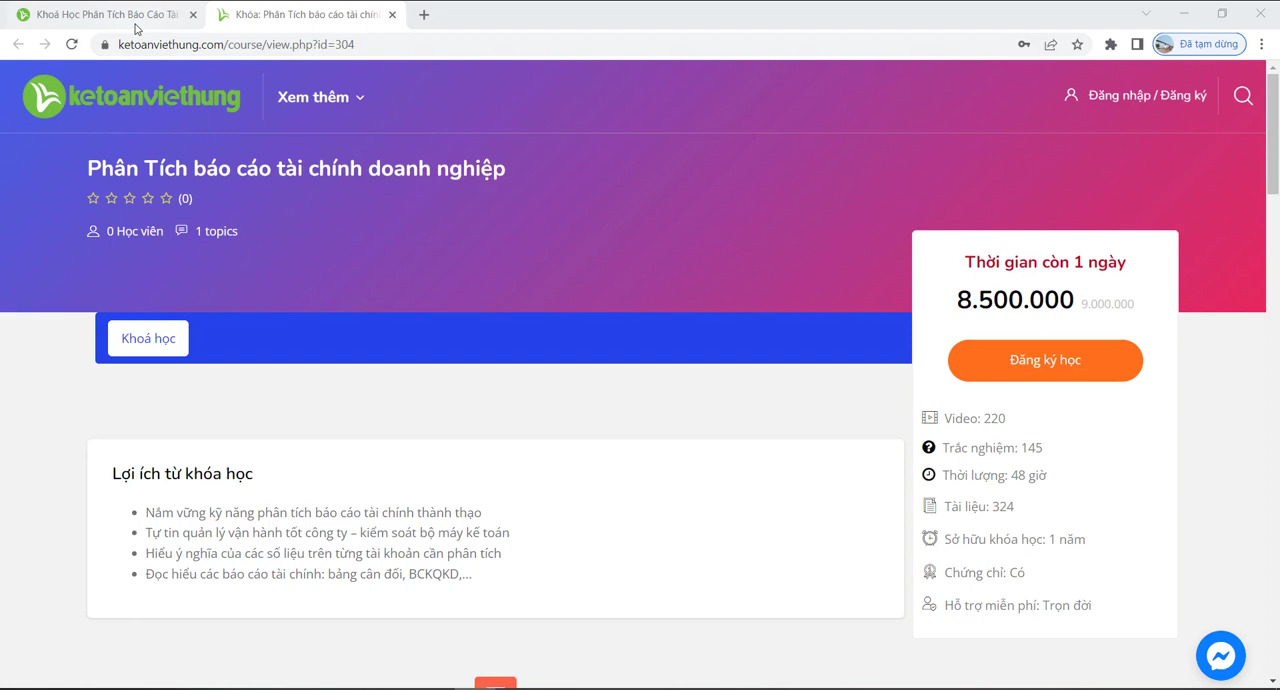 Khoá Học Phân Tích Báo Cáo Tài
Khóa: Phân Tích báo cáo tài chín
ketoanviethung.com/course/view.php?id=304
Đã tạm dừng
ketoanviethung
Xem thêm
Đăng nhập / Đăng ký
Phân Tích báo cáo tài chính doanh nghiệp
(0)
0 Học viên 1 topics
Thời gian còn 1 ngày
8.500.000 9.000.000
Đăng ký học
Khoá học
Video: 220
Trắc nghiệm: 145
Thời lượng: 48 giờ
Tài liệu: 324
Sở hữu khóa học: 1 năm
Chứng chỉ: Có
Hỗ trợ miễn phí: Trọn đời
Lợi ích từ khóa học
Nắm vững kỹ năng phân tích báo cáo tài chính thành thạo
Tự tin quản lý vận hành tốt công ty – kiểm soát bộ máy kế toán
Hiểu ý nghĩa của các số liệu trên từng tài khoản cần phân tích
Đọc hiểu các báo cáo tài chính: bảng cân đối, BCKQKD,...